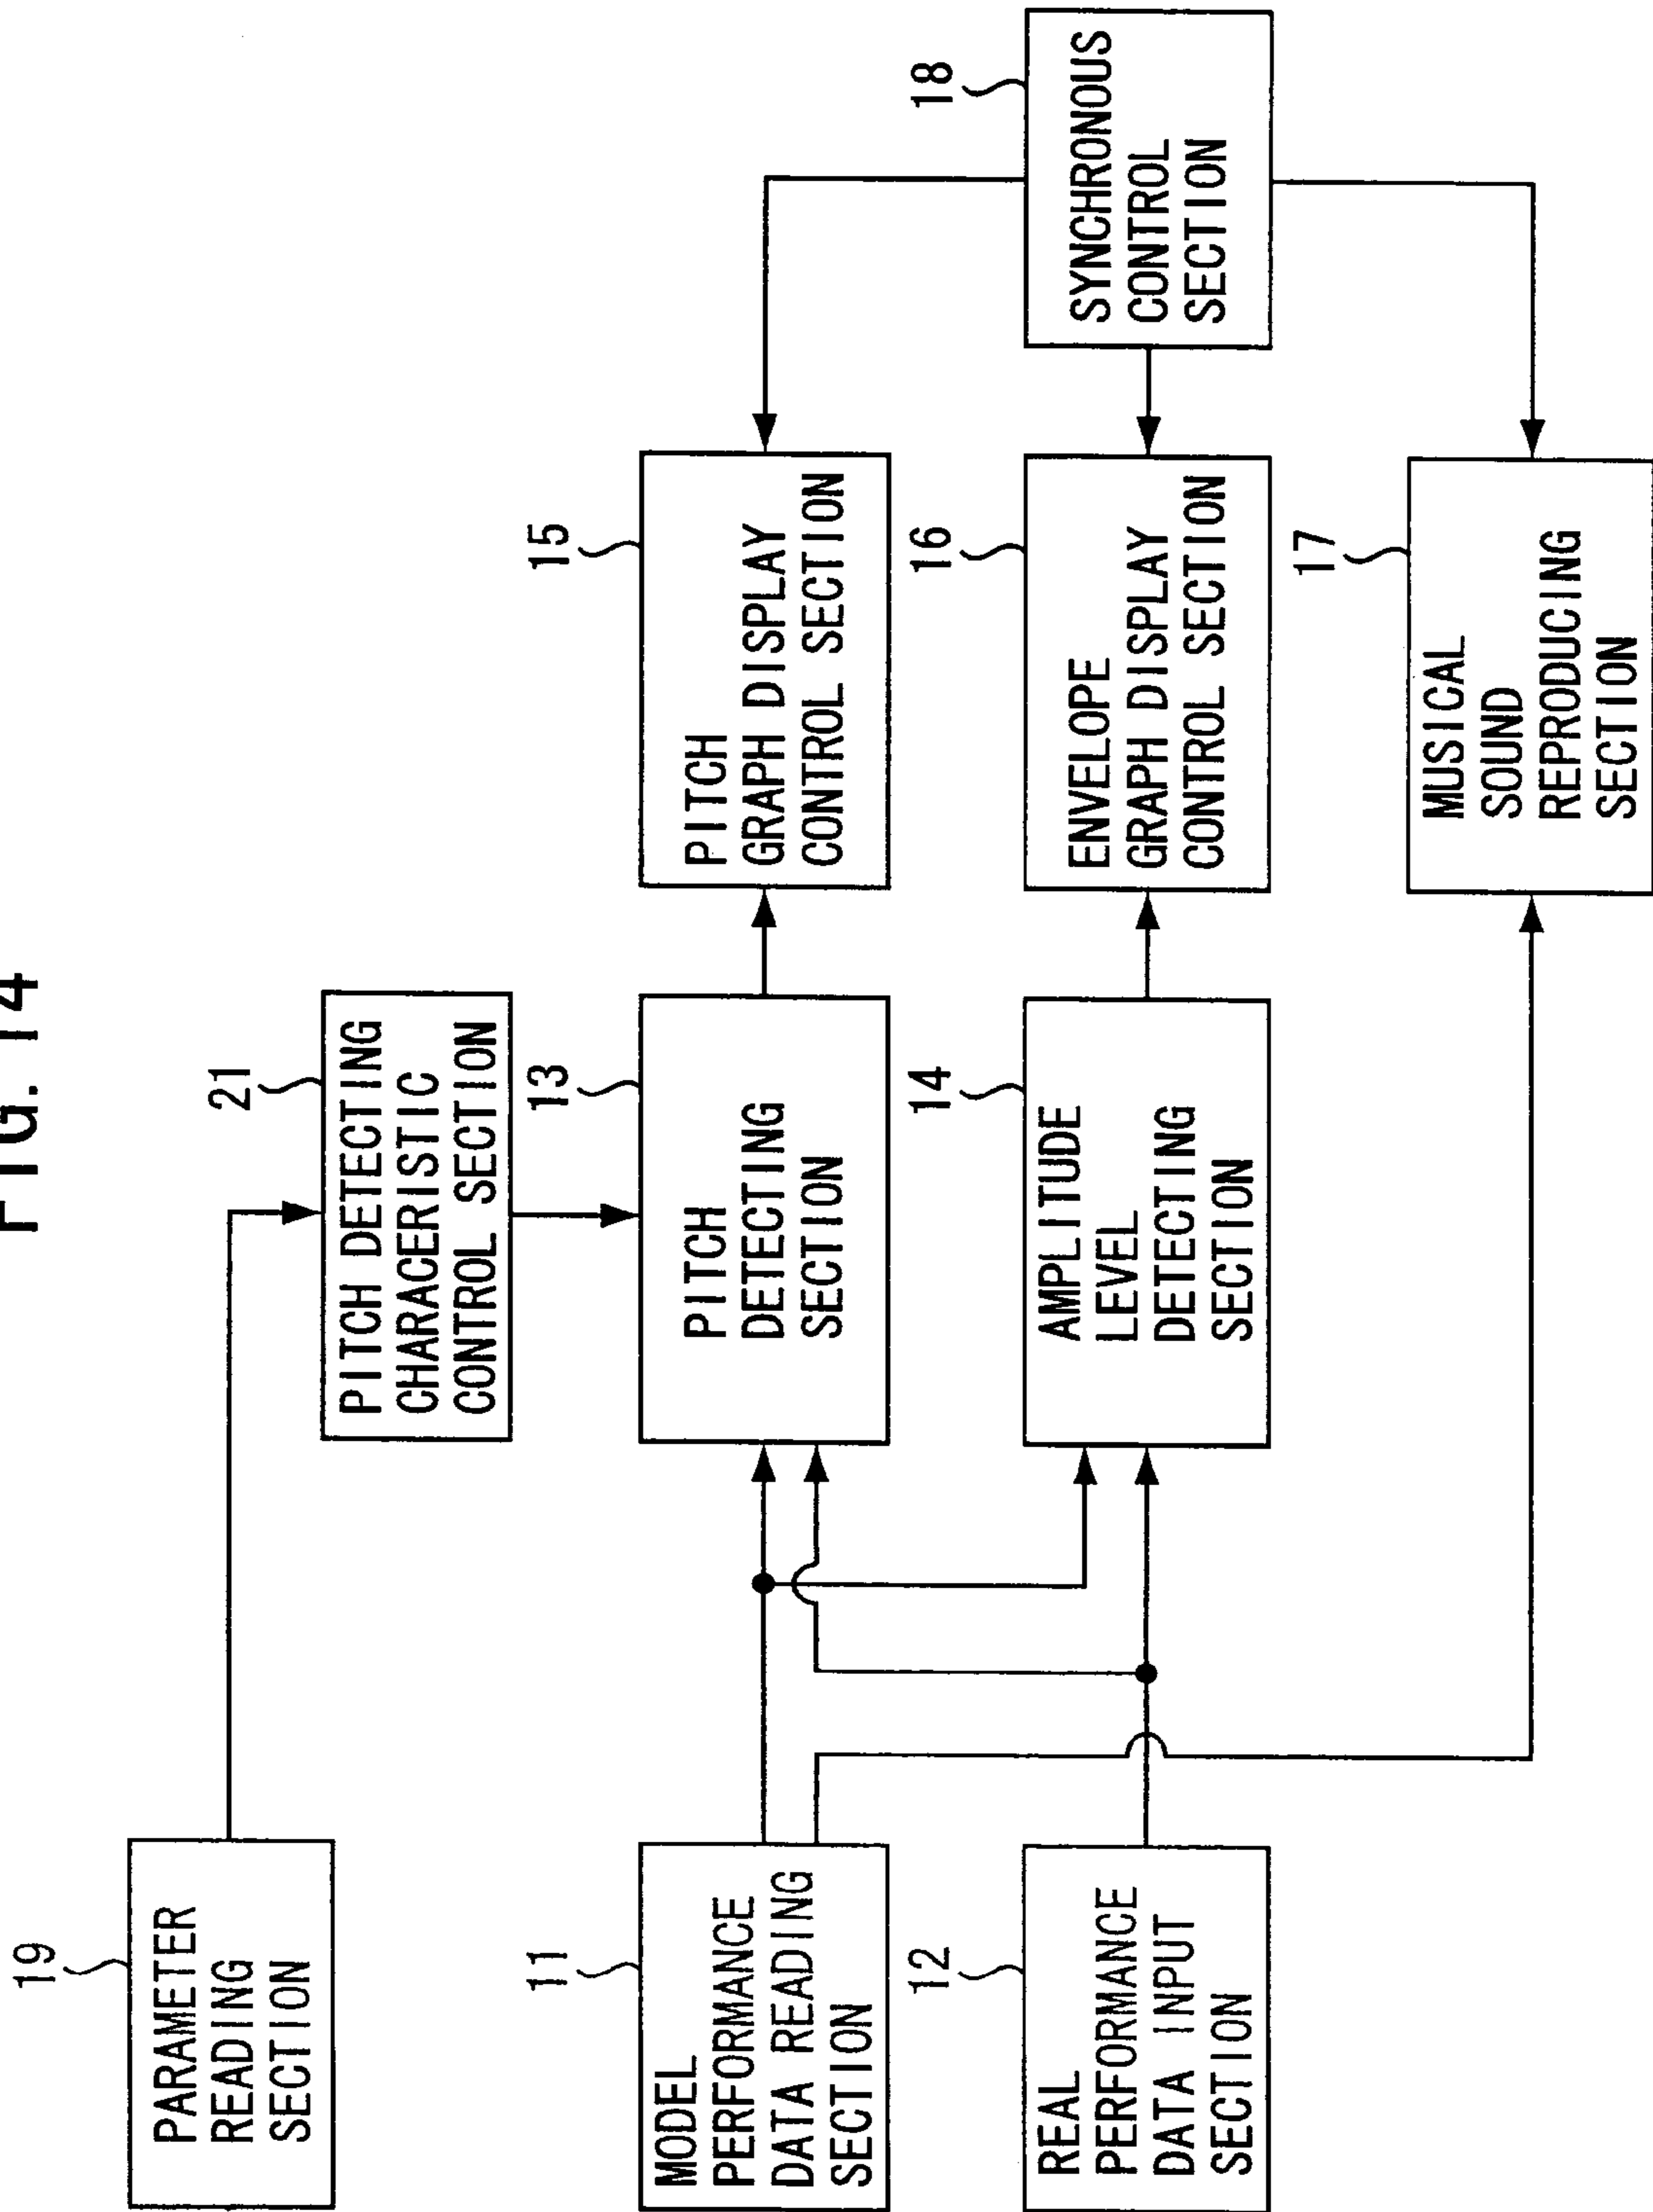 FIG. 14
19
PARAMETER
READING
SECTION
21
PITCH DETECTING
CHARACERISTIC
CONTROL SECTION
11
MODEL
PERFORMANCE
DATA READING
SECTION
13
PITCH
DETECTING
SECTION
15
PITCH
GRAPH DISPLAY
CONTROL SECTION
12
REAL
PERFORMANCE
DATA INPUT
SECTION
14
AMPLITUDE
LEVEL
DETECTING
SECTION
16
ENVELOPE
GRAPH DISPLAY
CONTROL SECTION
18
SYNCHRONOUS
CONTROL
SECTION
17
MUSICAL
SOUND
REPRODUCING
SECTION